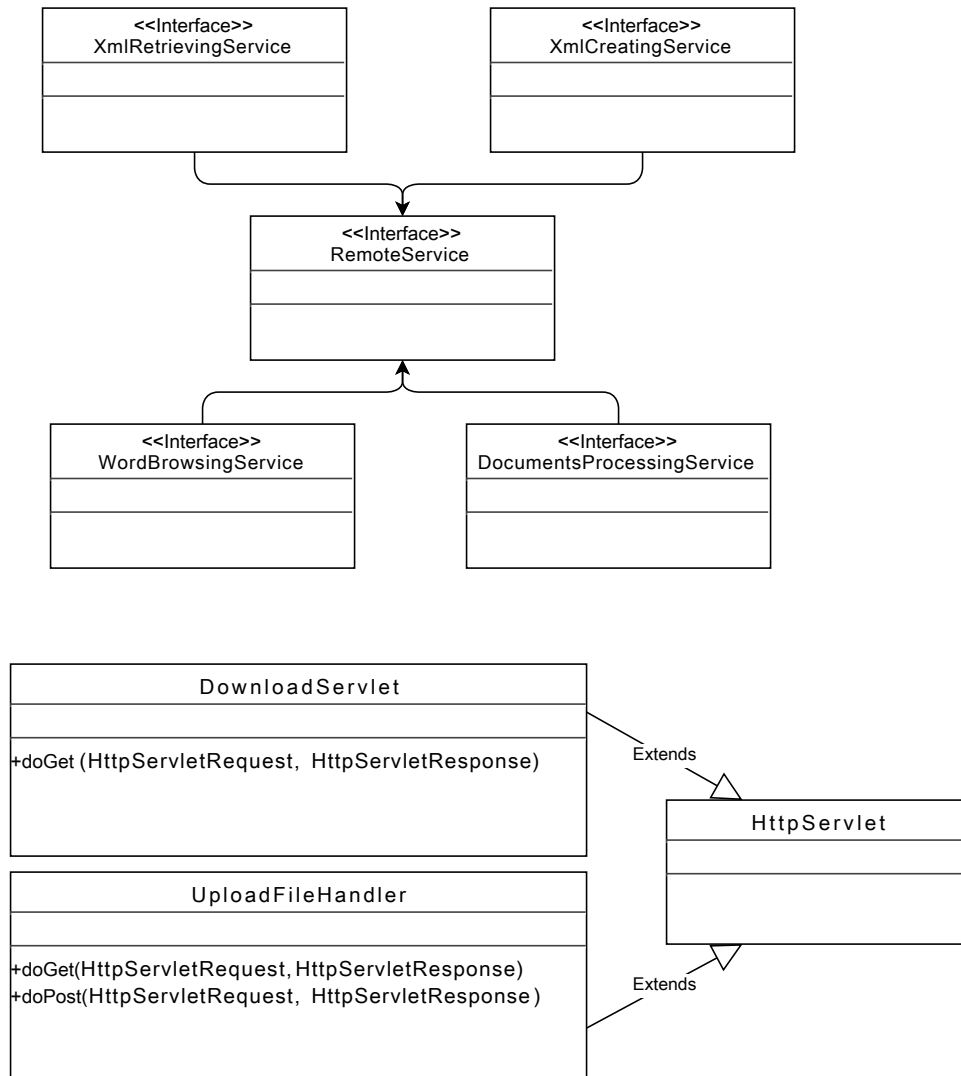 <<Interface>>
XmlRetrievingService
<<Interface>>
XmlCreatingService
<<Interface>>
RemoteService
<<Interface>>
WordBrowsingService
<<Interface>>
DocumentsProcessingService
DownloadServlet
+doGet (HttpServletRequest, HttpServletResponse)
Extends
HttpServlet
UploadFileHandler
+doGet(HttpServletRequest,HttpServletResponse)
+doPost(HttpServletRequest, HttpServletResponse)
Extends